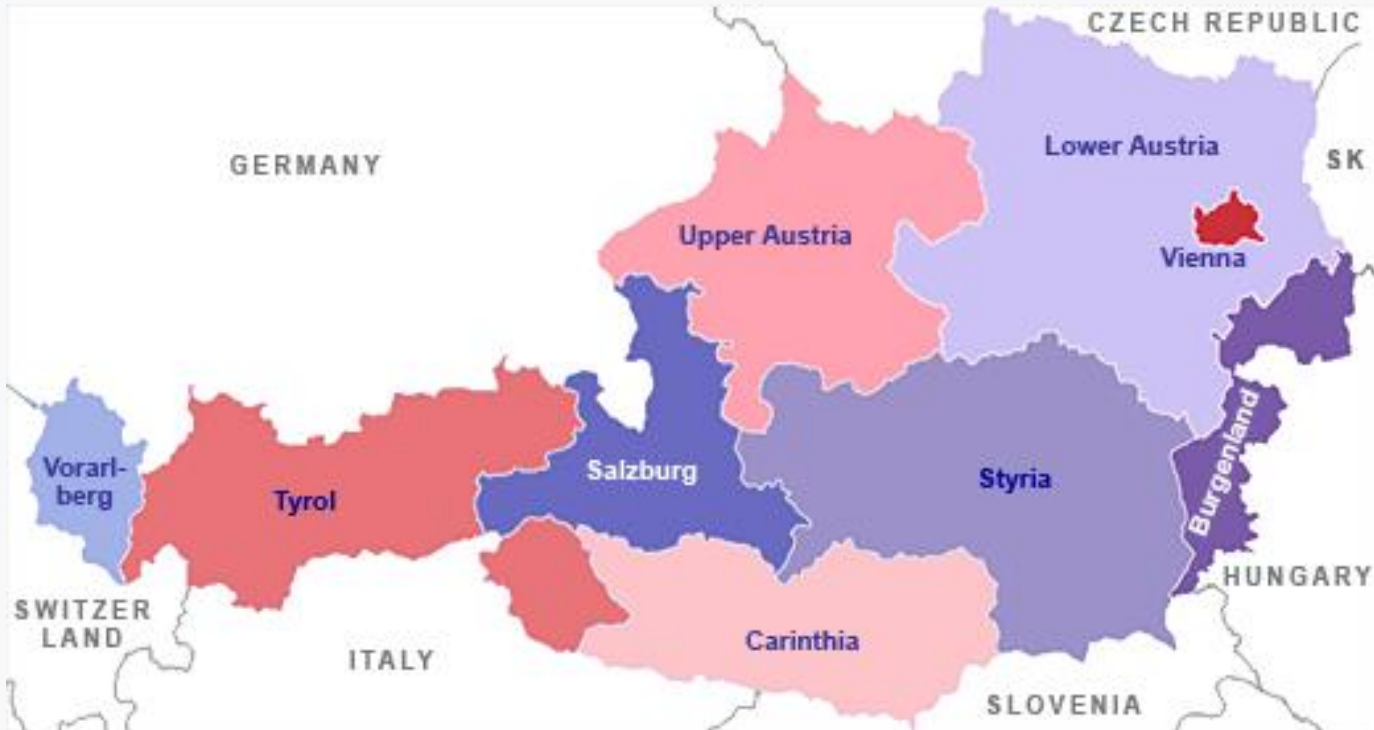 CZECH REPUBLIC
GERMANY
Lower Austria
SK
Upper Austria
Vienna
Vorarl-
berg
Tyrol
Salzburg
Styria
Burgenland
HUNGARY
SWITZER
LAND
ITALY
Carinthia
SLOVENIA